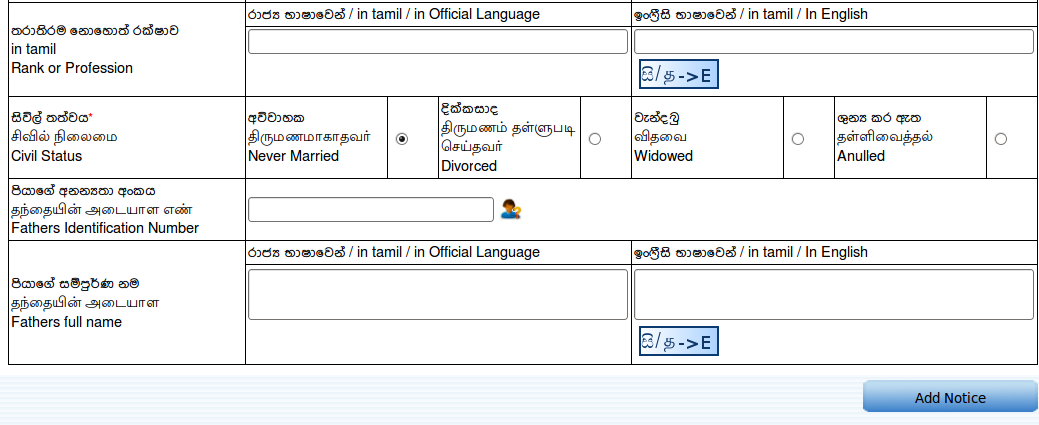 රාජ්‍ය භාෂාවෙන් / in tamil / in Official Language
ඉංග්‍රීසි භාෂාවෙන් / in tamil / In English
තරාතිරම නොහොත් රක්ෂාව
in tamil
Rank or Profession
සි/த->E
සිවිල් තත්වය*
சிவில் நிலைமை
Civil Status
අවිවාහක
திருமணமாகாதவர்
Never Married
දික්කසාද
திருமணம் தள்ளுபடி
செய்தவர்
Divorced
වැන්දඹු
விதவை
Widowed
ශුන්‍ය කර ඇත
தள்ளிவைத்தல்
Anulled
පියාගේ අනන්‍යතා අංකය
தந்தையின் அடையாள எண்
Fathers Identification Number
රාජ්‍ය භාෂාවෙන් / in tamil / in Official Language
ඉංග්‍රීසි භාෂාවෙන් / in tamil / In English
පියාගේ සම්පුර්ණ නම
தந்தையின் அடையாள
Fathers full name
සි/த->E
Add Notice